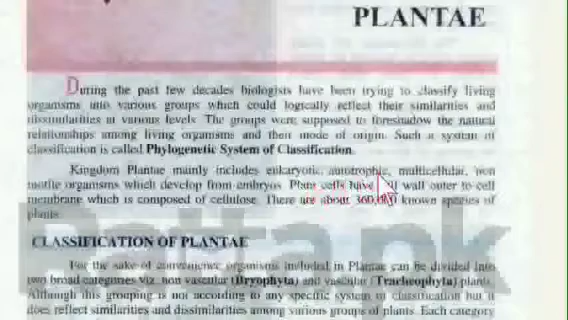 PLANTAE
During the past few decades biologists have been trying to classify living
organisms into various groups which could logically reflect their similarities and
dissimilarities at various levels. The groups were supposed to foreshadow the natural
relationships among living organisms and then mode of origin. Such a system of
classification is called Phylogenetic System of Classification.
Kingdom Plantae mainly includes eukaryotic, autotrophic, multicellular, non
motile organisms which develop from embryos. Plant cells have cell wall outer to cell
membrane which is composed of cellulose. There are about 360,000 known species of
plants.
CLASSIFICATION OF PLANTAE
For the sake of convenience organisms included in Plantae can be divided into
two broad categories viz. non vascular (Bryophyta) and vascular (Tracheophyta) plants.
Although this grouping is not according to any specific system of classification but it
does reflect similarities and dissimilarities among various groups of plants. Each category